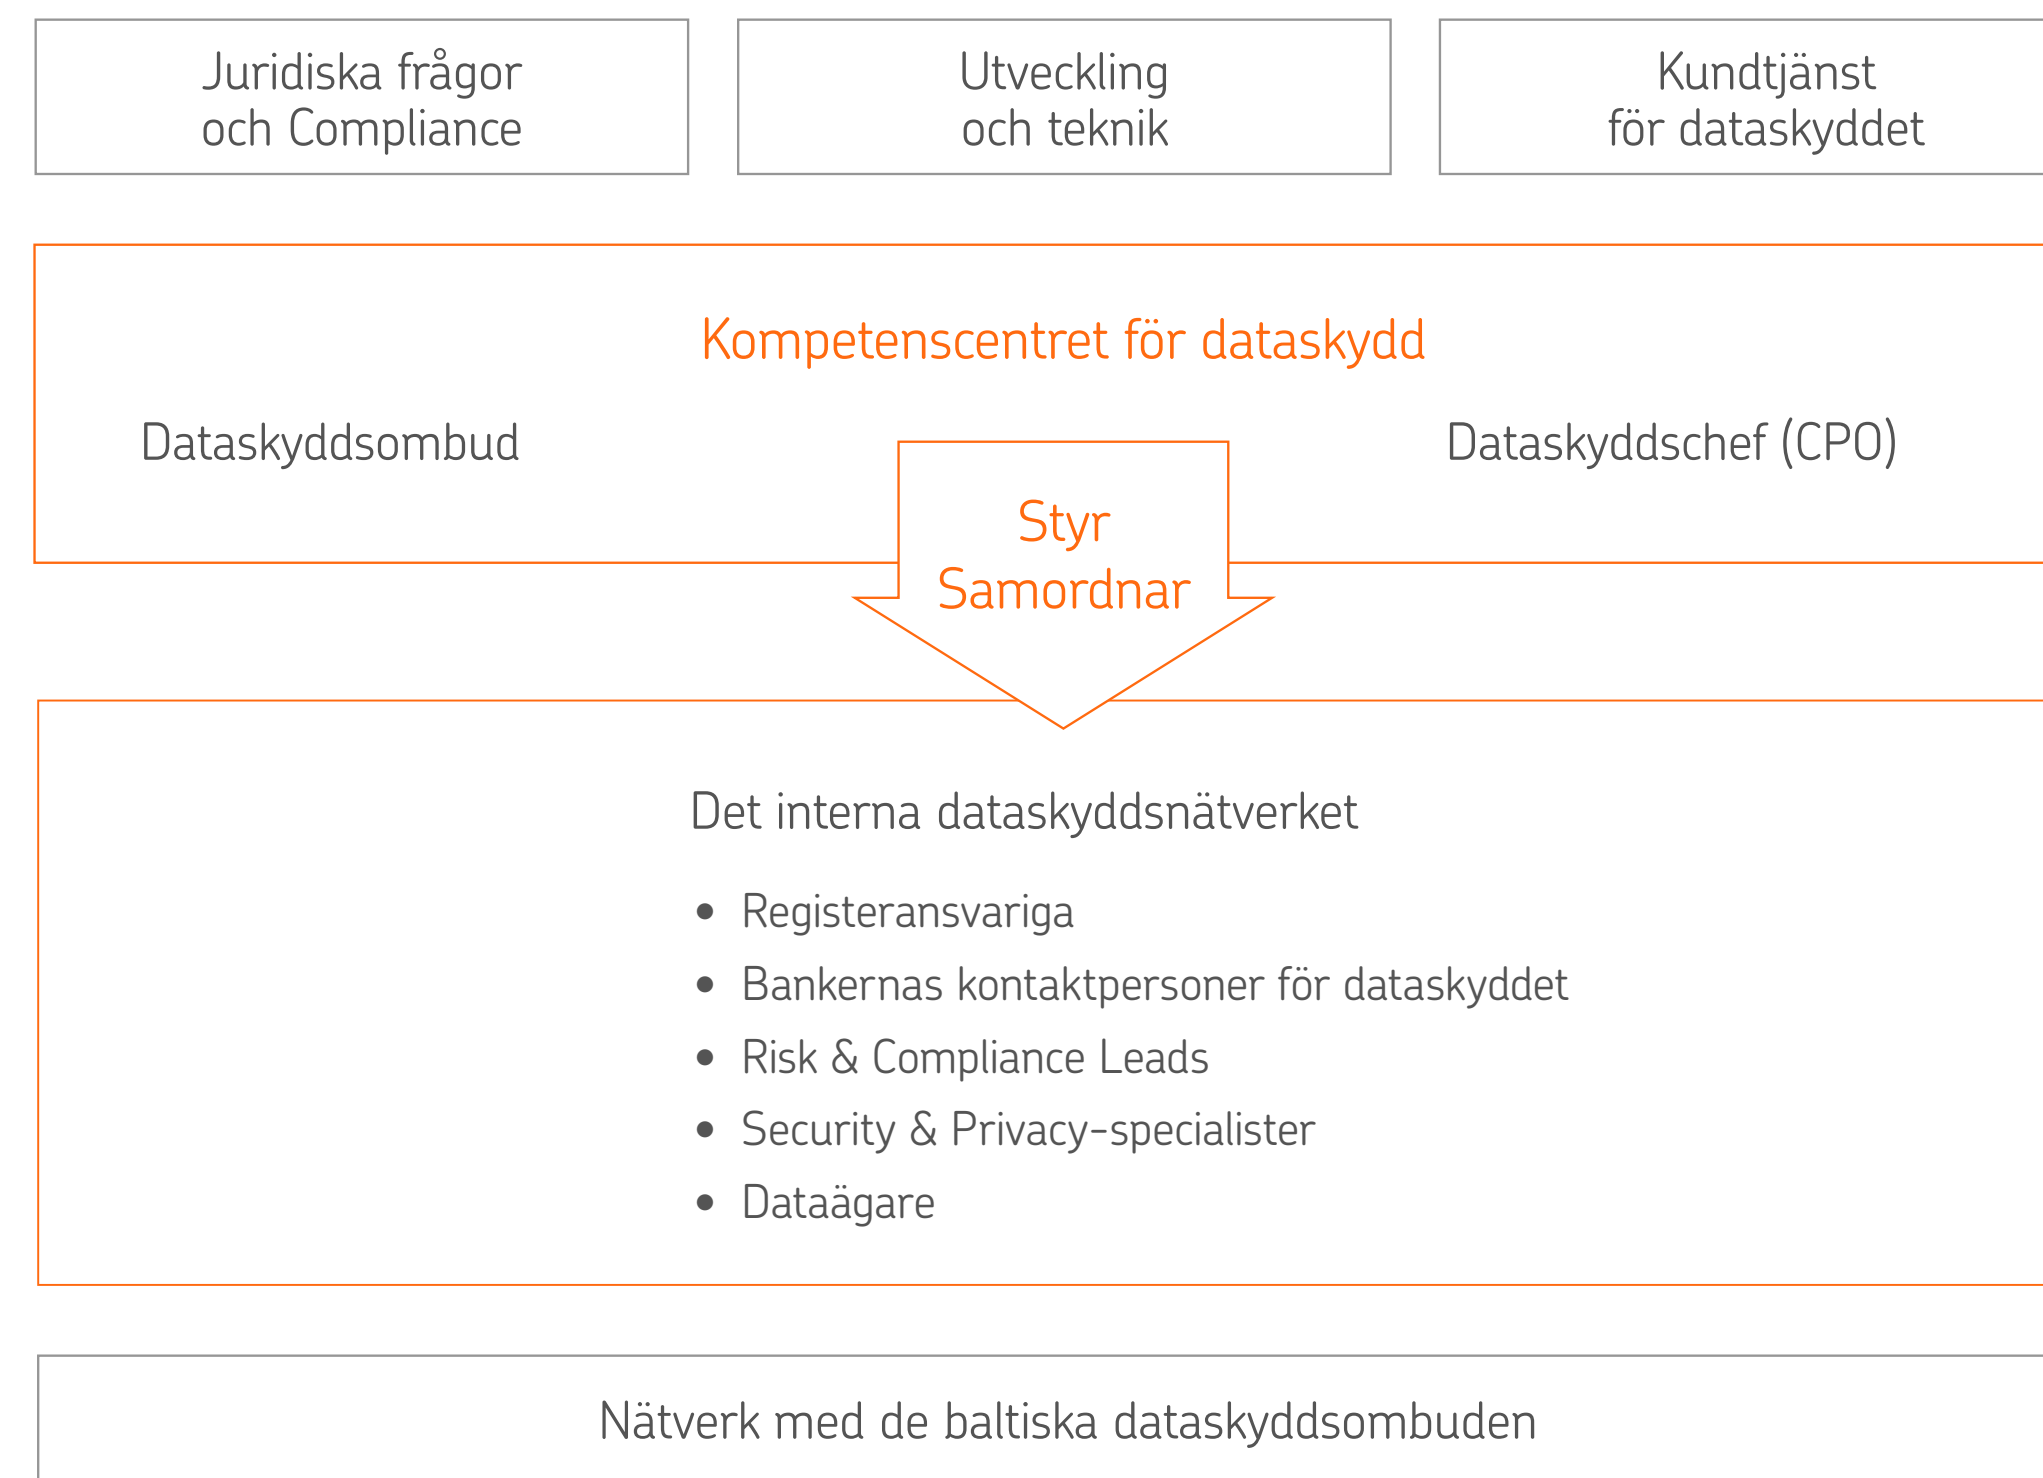 Juridiska frågor
och Compliance
Utveckling
och teknik
Kundtjänst
för dataskyddet
Kompetenscentret för dataskydd
Dataskyddsombud
Dataskyddschef (CPO)
Styr
Samordnar
Det interna dataskyddsnätverket
• Registeransvariga
• Bankernas kontaktpersoner för dataskyddet
• Risk & Compliance Leads
• Security & Privacy-specialister
• Dataägare
Nätverk med de baltiska dataskyddsombuden